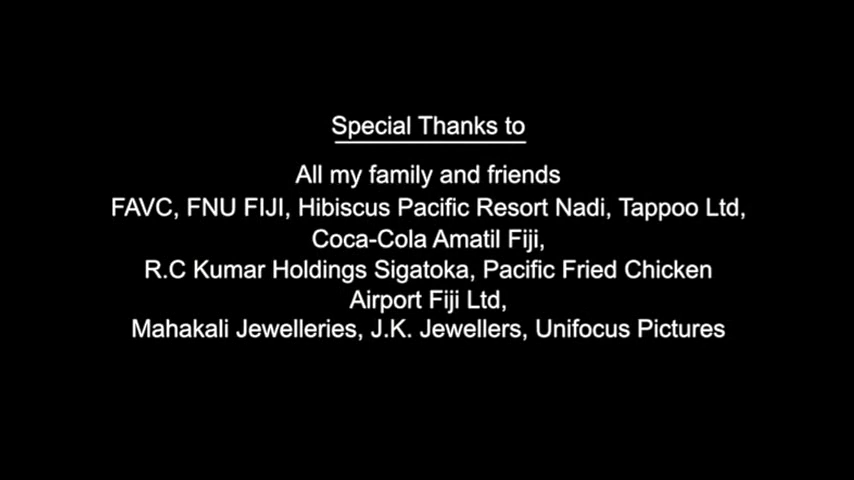 Special Thanks to
All my family and friends
FAVC, FNU FIJI, Hibiscus Pacific Resort Nadi, Tappoo Ltd,
Coca-Cola Amatil Fiji,
R.C Kumar Holdings Sigatoka, Pacific Fried Chicken
Airport Fiji Ltd,
Mahakali Jewelleries, J.K. Jewellers, Unifocus Pictures